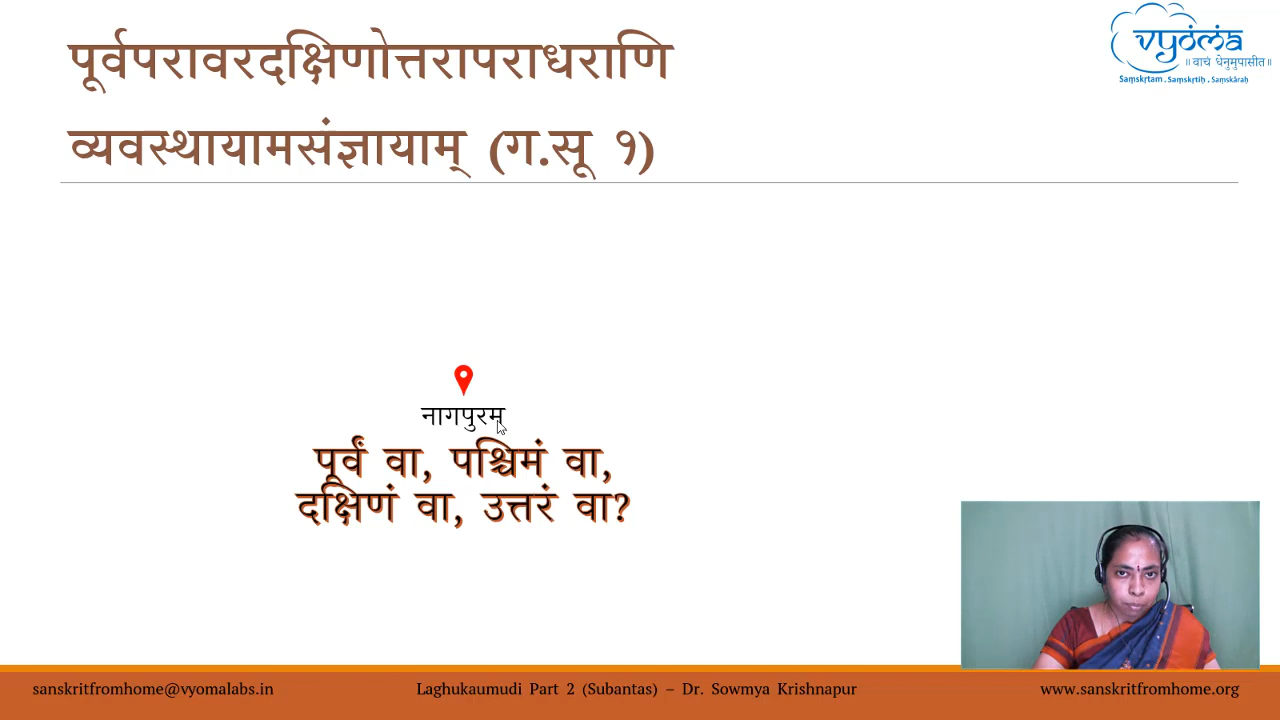 पूर्वपरावरदक्षिणोत्तरापराधराणि
व्यवस्थायामसंज्ञायाम् (ग.सू १)
vyoma
॥ वाचं धेनुमुपासीत॥
Saṃskṛtam . Saṃskṛtiḥ . Saṃskāraḥ
नागपुरम्
पूर्वं वा, पश्चिमं वा,
दक्षिणं वा, उत्तरं वा?
sanskritfromhome@vyomalabs.in
Laghukaumudi Part 2 (Subantas) – Dr. Sowmya Krishnapur
www.sanskritfromhome.org